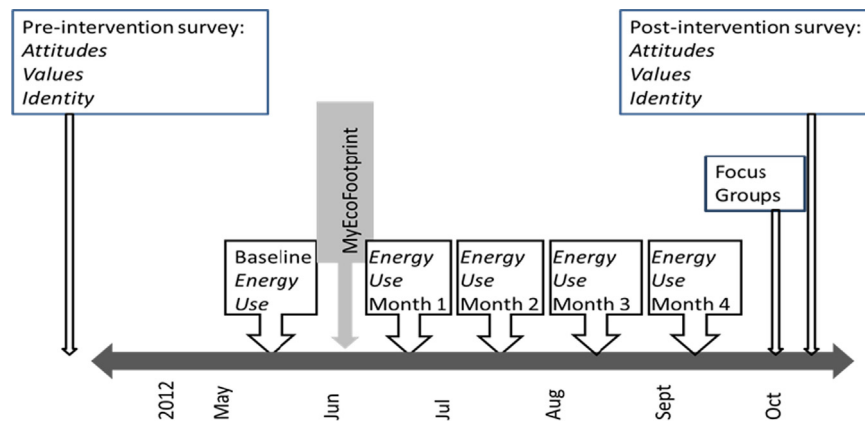 Pre-intervention survey:
Attitudes
Values
Identity
Post-intervention survey:
Attitudes
Values
Identity
Focus
Groups
MyEcoFootprint
Baseline
Energy
Use
Energy
Use
Month 1
Energy
Use
Month 2
Energy
Use
Month 3
Energy
Use
Month 4
2012
May
Jun
Jul
Aug
Sept
Oct